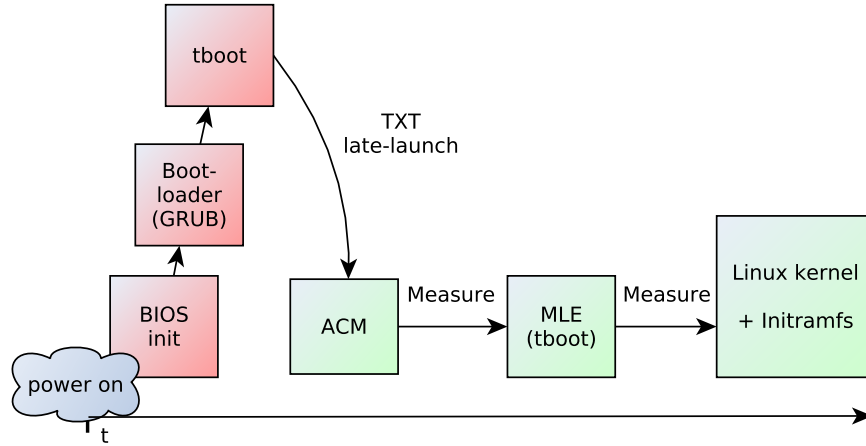 tboot
TXT
late-launch
Boot-
loader
(GRUB)
BIOS
init
power on
ACM
Measure
MLE
(tboot)
Measure
Linux kernel
+ Initramfs
t